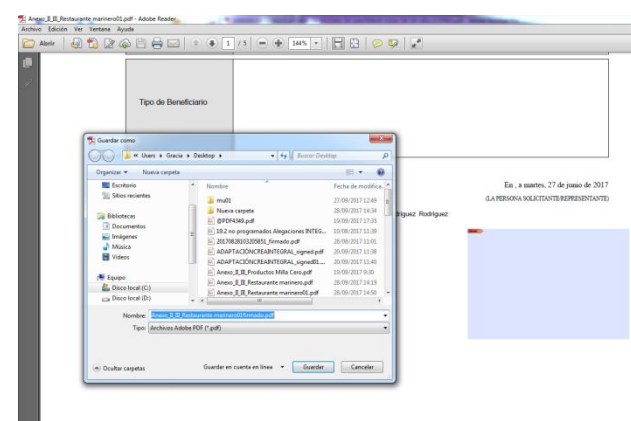 Anexo_II_III_Restaurante marinero01.pdf - Adobe Reader
Archivo Edición Ver Ventana Ayuda
Abrir 1 / 5 144%
Tipo de Beneficiario
Guardar como
Users ▸ Gracia ▸ Desktop ▸ Buscar Desktop
Organizar Nueva carpeta
Escritorio
Sitios recientes
Bibliotecas
Documentos
Imágenes
Música
Vídeos
Equipo
Disco local (C:)
Disco local (D:)
Nombre Fecha de modifica
mu01 27/09/2017 12:49
Nueva carpeta 28/09/2017 14:34
@PDF4349.pdf 19/09/2017 17:35
19.2 no programados Alegaciones INTEG... 10/08/2017 11:39
20170828103205851_firmado.pdf 28/09/2017 11:01
ADAPTACIÓNCREAINTEGRAL_signed.pdf 20/09/2017 11:38
ADAPTACIÓNCREAINTEGRAL_signed01.... 20/09/2017 11:40
Anexo_II_III_Productos Milla Cero.pdf 19/09/2017 9:30
Anexo_II_III_Restaurante marinero.pdf 28/09/2017 14:19
Anexo_II_III_Restaurante marinero01.pdf 28/09/2017 14:50
Nombre: Anexo_II_III_Restaurante marinero01firmado.pdf
Tipo: Archivos Adobe PDF (*.pdf)
Ocultar carpetas Guardar en cuenta en línea Guardar Cancelar
En , a martes, 27 de junio de 2017
(LA PERSONA SOLICITANTE/REPRESENTANTE)
dríguez Rodríguez